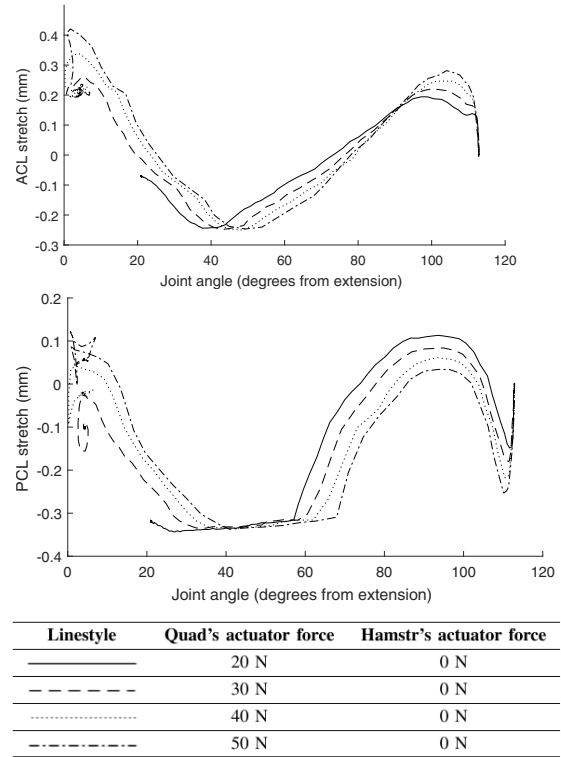 0.4
0.3
0.2
0.1
0
-0.1
-0.2
-0.3
ACL stretch (mm)
0 20 40 60 80 100 120
Joint angle (degrees from extension)
0.2
0.1
0
-0.1
-0.2
-0.3
-0.4
PCL stretch (mm)
0 20 40 60 80 100 120
Joint angle (degrees from extension)
Linestyle Quad's actuator force Hamstr's actuator force
20 N 0 N
30 N 0 N
40 N 0 N
50 N 0 N